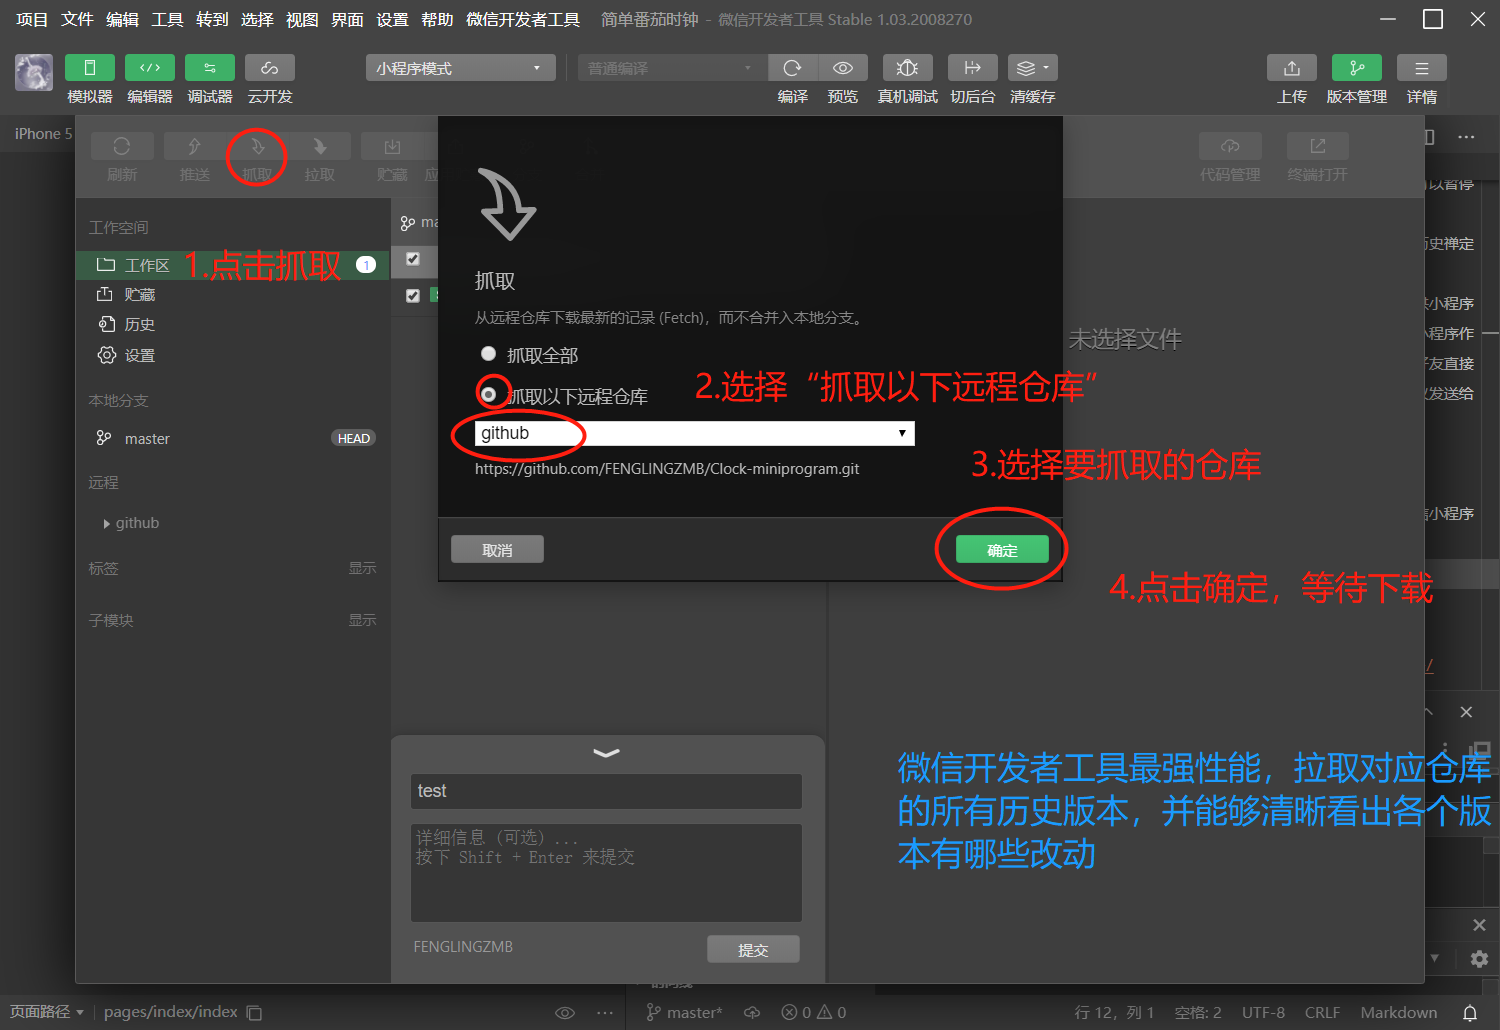 项目 文件 编辑 工具 转到 选择 视图 界面 设置 帮助 微信开发者工具 简单番茄时钟 - 微信开发者工具 Stable 1.03.2008270
小程序模式 普通编译
模拟器 编辑器 调试器 云开发 编译 预览 真机调试 切后台 清缓存 上传 版本管理 详情
iPhone 5
刷新 推送 抓取 拉取 贮藏 应 代码管理 终端打开
以暂停
工作空间
ma
历史禅定
工作区 1
1.点击抓取
抓取
贮藏
小程序
从远程仓库下载最新的记录 (Fetch)，而不合并入本地分支。
历史
小程序作
未选择文件
设置
抓取全部
友直接
抓取以下远程仓库
2.选择“抓取以下远程仓库”
发送给
本地分支
github
master HEAD
https://github.com/FENGLINGZMB/Clock-miniprogram.git
3.选择要抓取的仓库
远程
小程序
github
取消 确定
标签 显示
4.点击确定，等待下载
子模块 显示
/
微信开发者工具最强性能，拉取对应仓库
的所有历史版本，并能够清晰看出各个版
本有哪些改动
test
详细信息（可选）...
按下 Shift + Enter 来提交
FENGLINGZMB 提交
页面路径 pages/index/index master* 0 0 行 12，列 1 空格: 2 UTF-8 CRLF Markdown